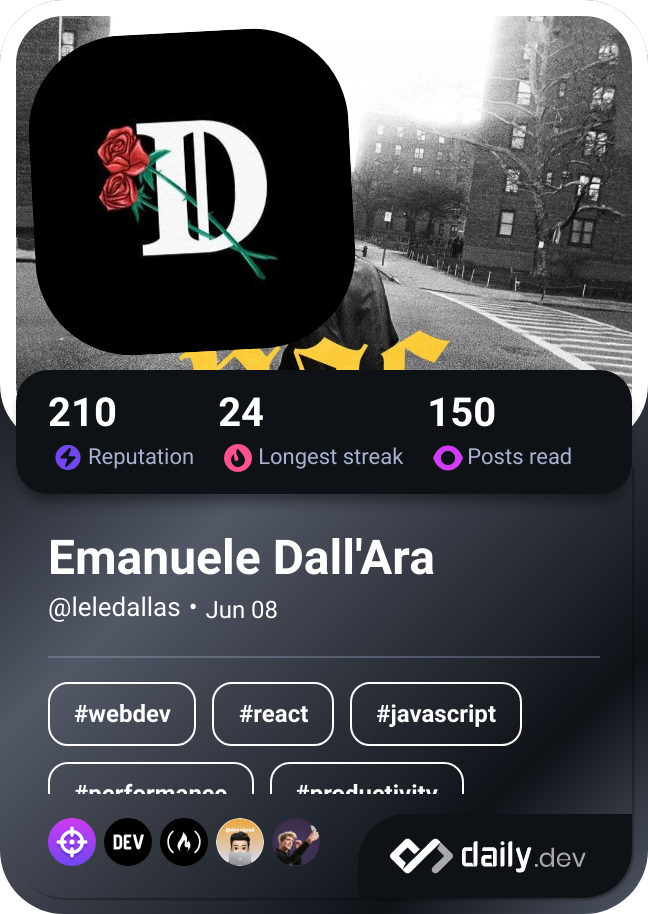 D
210 24 150
Reputation Longest streak Posts read
Emanuele Dall'Ara
@leledallas • Jun 08
#webdev #react #javascript
#performance #productivity
DEV
daily.dev